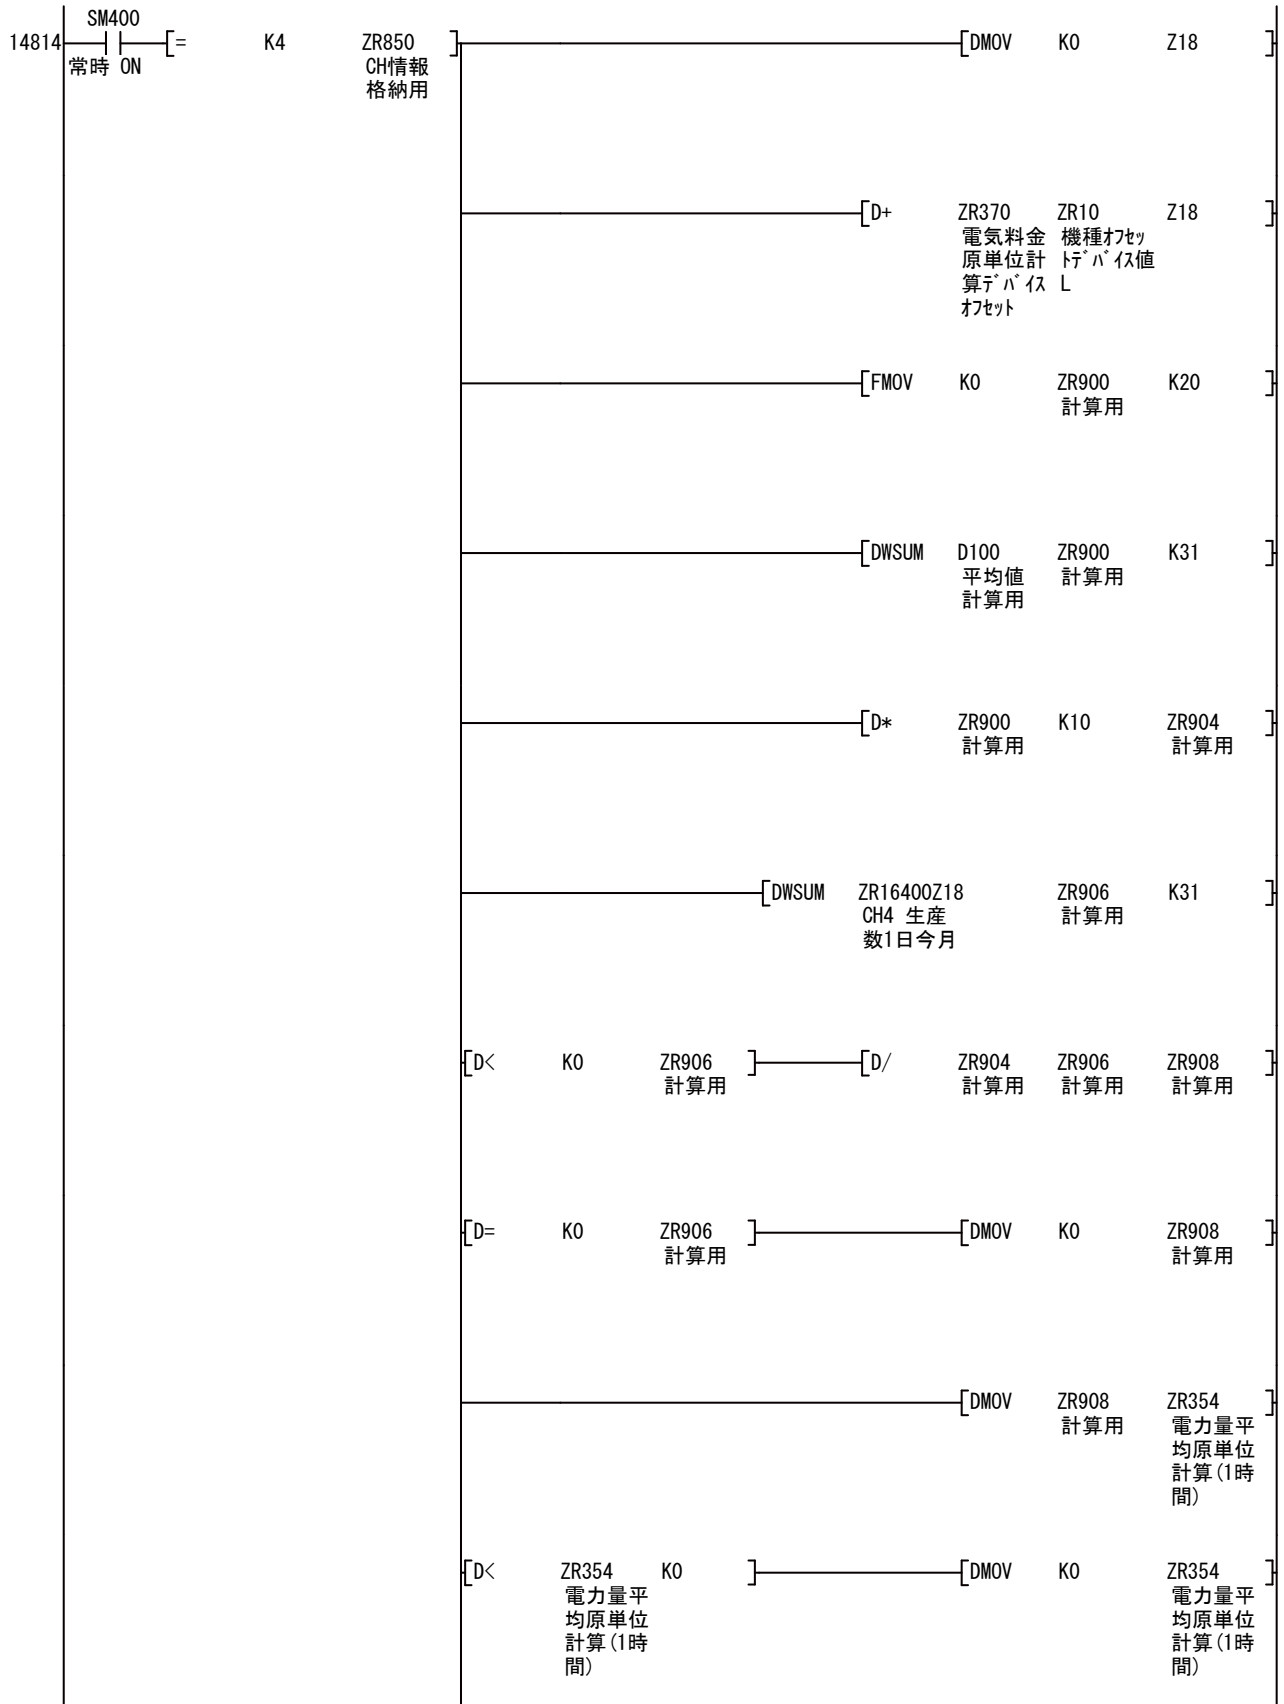 SM400
14814 [= K4 ZR850 ] [DMOV K0 Z18 ]
常時 ON CH情報
格納用
[D+ ZR370 ZR10 Z18 ]
電気料金 機種ｵﾌｾｯ
原単位計 ﾄﾃﾞﾊﾞｲｽ値
算ﾃﾞﾊﾞｲｽ L
ｵﾌｾｯﾄ
[FMOV K0 ZR900 K20 ]
計算用
[DWSUM D100 ZR900 K31 ]
平均値 計算用
計算用
[D* ZR900 K10 ZR904 ]
計算用 計算用
[DWSUM ZR16400Z18 ZR906 K31 ]
CH4 生産 計算用
数1日今月
[D< K0 ZR906 ] [D/ ZR904 ZR906 ZR908 ]
計算用 計算用 計算用 計算用
[D= K0 ZR906 ] [DMOV K0 ZR908 ]
計算用 計算用
[DMOV ZR908 ZR354 ]
計算用 電力量平
均原単位
計算(1時
間)
[D< ZR354 K0 ] [DMOV K0 ZR354 ]
電力量平 電力量平
均原単位 均原単位
計算(1時 計算(1時
間) 間)